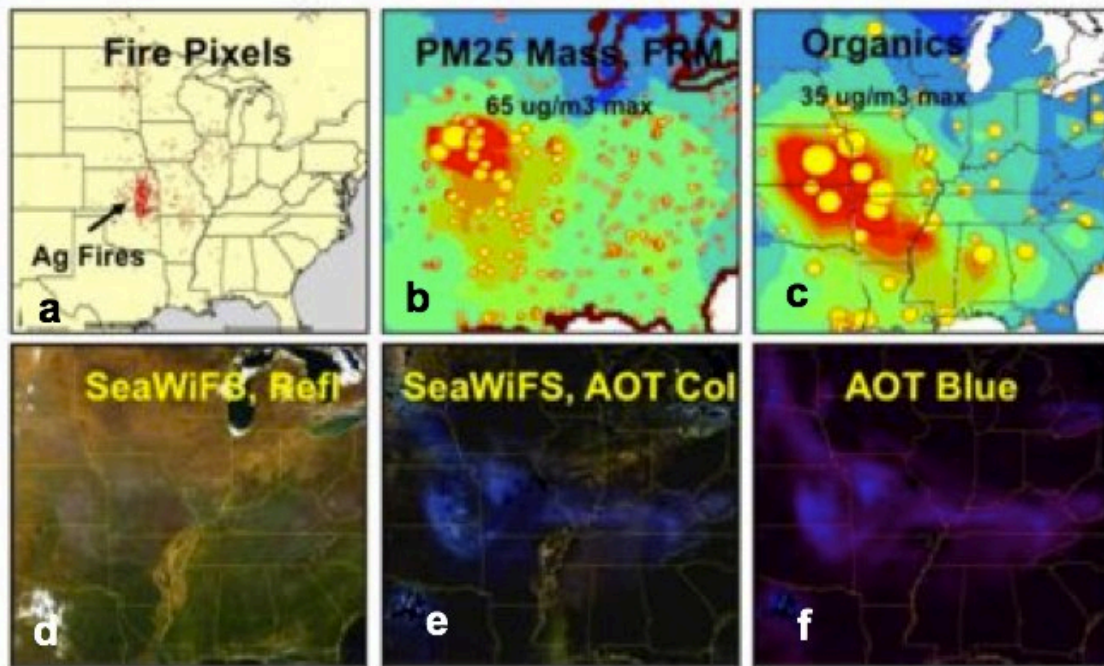 Fire Pixels
Ag Fires
a
PM25 Mass, FRM
65 ug/m3 max
b
Organics
35 ug/m3 max
c
SeaWiFS, Refl
d
SeaWiFS, AOT Col
e
AOT Blue
f